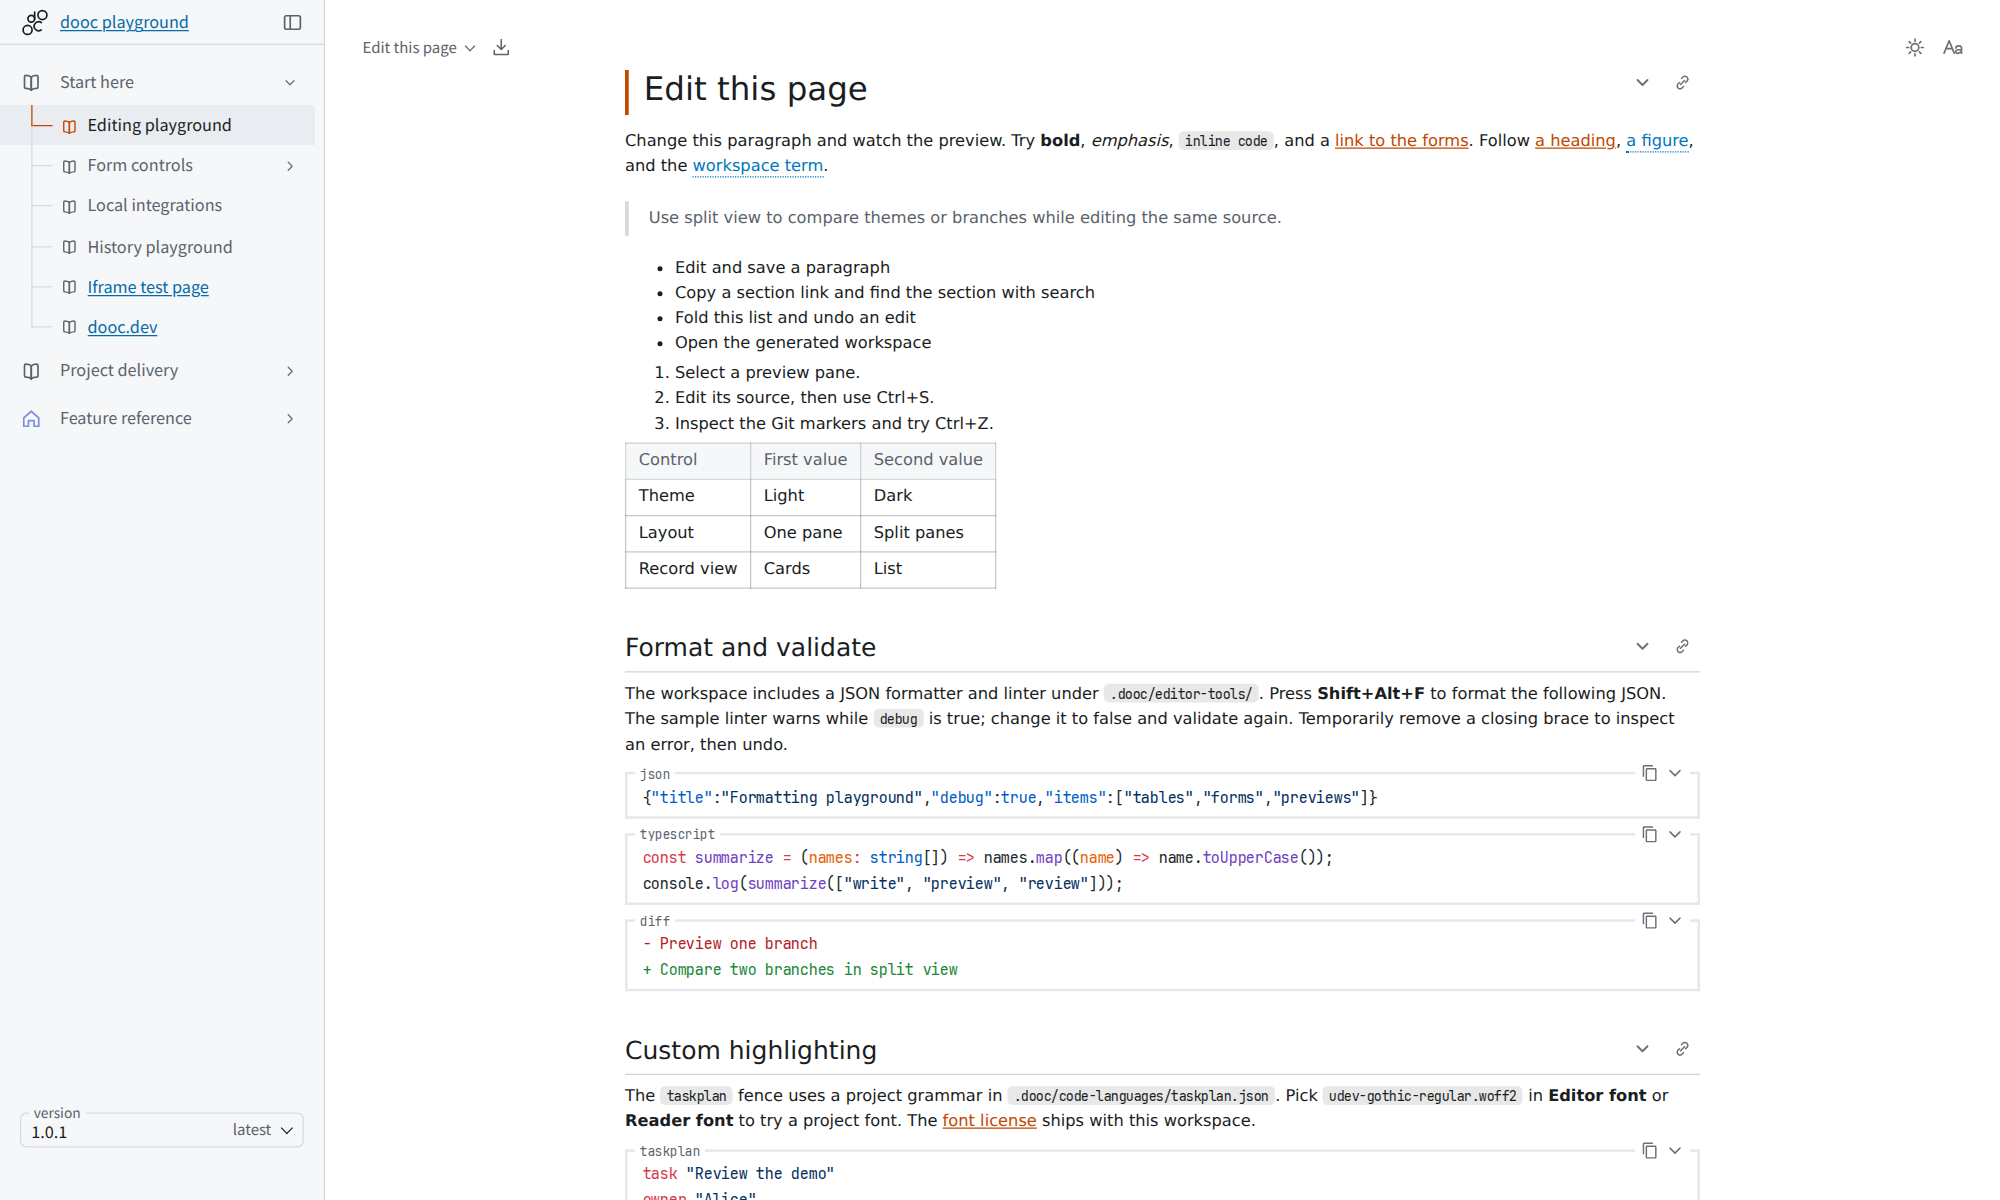 dooc playground
Start here
Editing playground
Form controls
Local integrations
History playground
Iframe test page
dooc.dev
Project delivery
Feature reference
version
1.0.1 latest
Edit this page
Aa
Edit this page
Change this paragraph and watch the preview. Try bold, emphasis, inline code, and a link to the forms. Follow a heading, a figure,
and the workspace term.
Use split view to compare themes or branches while editing the same source.
• Edit and save a paragraph
• Copy a section link and find the section with search
• Fold this list and undo an edit
• Open the generated workspace
1. Select a preview pane.
2. Edit its source, then use Ctrl+S.
3. Inspect the Git markers and try Ctrl+Z.
Control First value Second value
Theme Light Dark
Layout One pane Split panes
Record view Cards List
Format and validate
The workspace includes a JSON formatter and linter under .dooc/editor-tools/. Press Shift+Alt+F to format the following JSON.
The sample linter warns while debug is true; change it to false and validate again. Temporarily remove a closing brace to inspect
an error, then undo.
json
{"title":"Formatting playground","debug":true,"items":["tables","forms","previews"]}
typescript
const summarize = (names: string[]) => names.map((name) => name.toUpperCase());
console.log(summarize(["write", "preview", "review"]));
diff
- Preview one branch
+ Compare two branches in split view
Custom highlighting
The taskplan fence uses a project grammar in .dooc/code-languages/taskplan.json. Pick udev-gothic-regular.woff2 in Editor font or
Reader font to try a project font. The font license ships with this workspace.
taskplan
task "Review the demo"
owner "Alice"